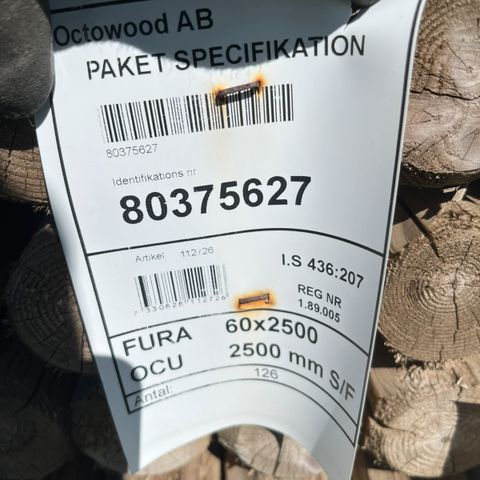 Octowood AB
PAKET SPECIFIKATION
80375627
Identifikations nr
80375627
Artikel 112/26
I.S 436:207
REG NR
1.89.005
FURA 60x2500
OCU 2500 mm S/F
Antal: 126